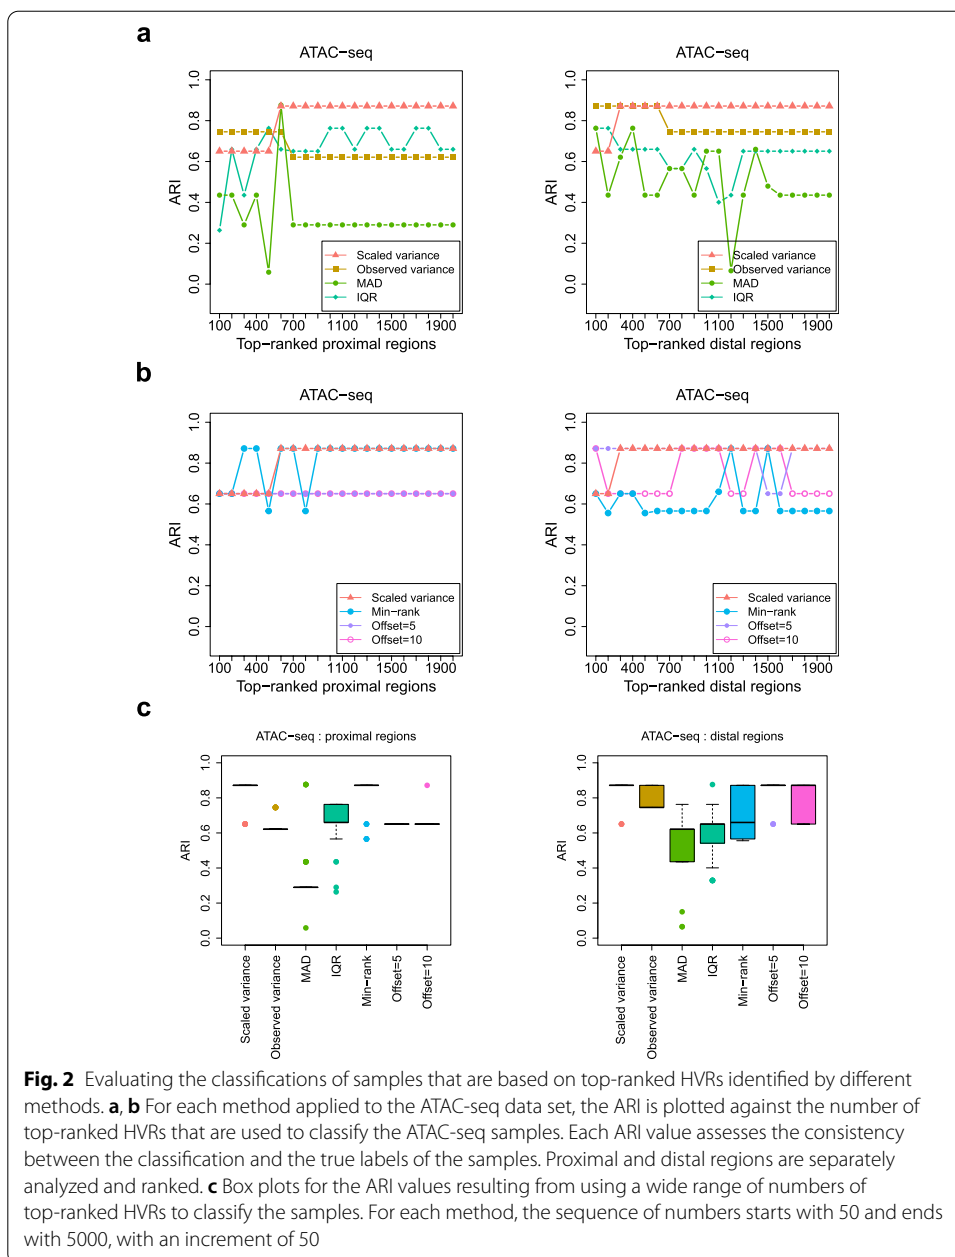 a
ATAC−seq
ARI
0.0 0.2 0.4 0.6 0.8 1.0
Scaled variance
Observed variance
MAD
IQR
100 400 700 1100 1500 1900
Top−ranked proximal regions
ATAC−seq
ARI
0.0 0.2 0.4 0.6 0.8 1.0
Scaled variance
Observed variance
MAD
IQR
100 400 700 1100 1500 1900
Top−ranked distal regions
b
ATAC−seq
ARI
0.0 0.2 0.4 0.6 0.8 1.0
Scaled variance
Min−rank
Offset=5
Offset=10
100 400 700 1100 1500 1900
Top−ranked proximal regions
ATAC−seq
ARI
0.0 0.2 0.4 0.6 0.8 1.0
Scaled variance
Min−rank
Offset=5
Offset=10
100 400 700 1100 1500 1900
Top−ranked distal regions
c
ATAC−seq : proximal regions
ARI
0.0 0.2 0.4 0.6 0.8 1.0
Scaled variance
Observed variance
MAD
IQR
Min−rank
Offset=5
Offset=10
ATAC−seq : distal regions
ARI
0.0 0.2 0.4 0.6 0.8 1.0
Scaled variance
Observed variance
MAD
IQR
Min−rank
Offset=5
Offset=10
Fig. 2 Evaluating the classifications of samples that are based on top-ranked HVRs identified by different
methods. a, b For each method applied to the ATAC-seq data set, the ARI is plotted against the number of
top-ranked HVRs that are used to classify the ATAC-seq samples. Each ARI value assesses the consistency
between the classification and the true labels of the samples. Proximal and distal regions are separately
analyzed and ranked. c Box plots for the ARI values resulting from using a wide range of numbers of
top-ranked HVRs to classify the samples. For each method, the sequence of numbers starts with 50 and ends
with 5000, with an increment of 50